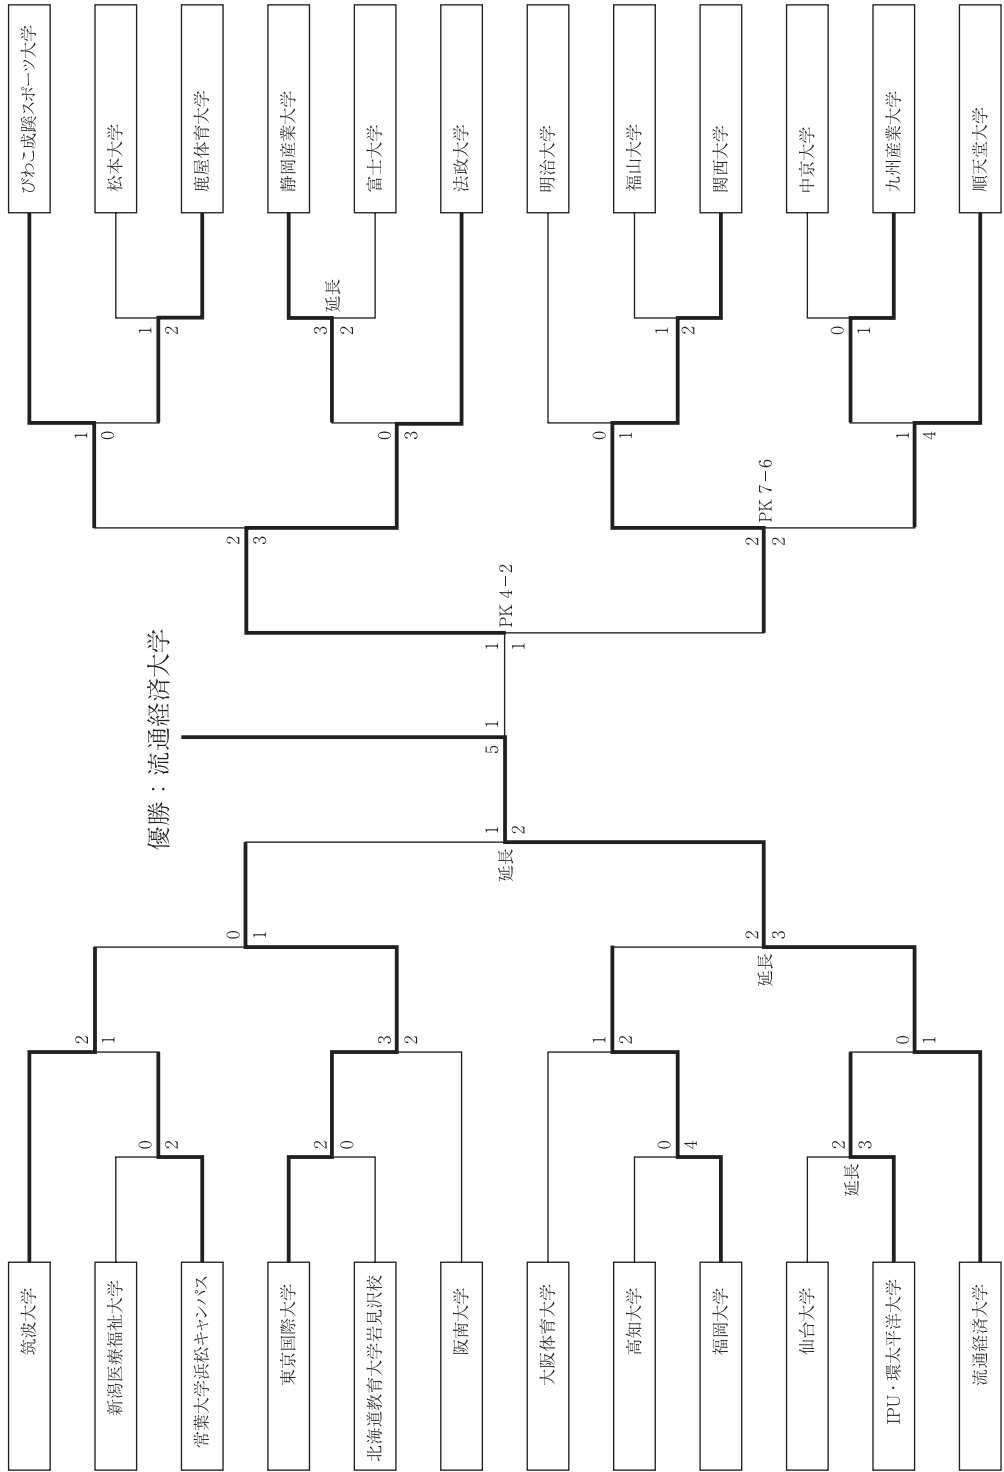 びわこ成蹊スポーツ大学
松本大学
鹿屋体育大学
静岡産業大学
富士大学
法政大学
明治大学
福山大学
関西大学
中京大学
九州産業大学
順天堂大学
1
2
3
2
延長
1
2
0
1
1
0
0
3
0
1
1
4
2
3
2
2
PK 7−6
1
1
PK 4−2
優勝：流通経済大学
1
5
1
2
延長
0
1
2
3
延長
2
1
3
2
1
2
0
1
0
2
2
0
0
4
2
3
延長
筑波大学
新潟医療福祉大学
常葉大学浜松キャンパス
東京国際大学
北海道教育大学岩見沢校
阪南大学
大阪体育大学
高知大学
福岡大学
仙台大学
IPU・環太平洋大学
流通経済大学